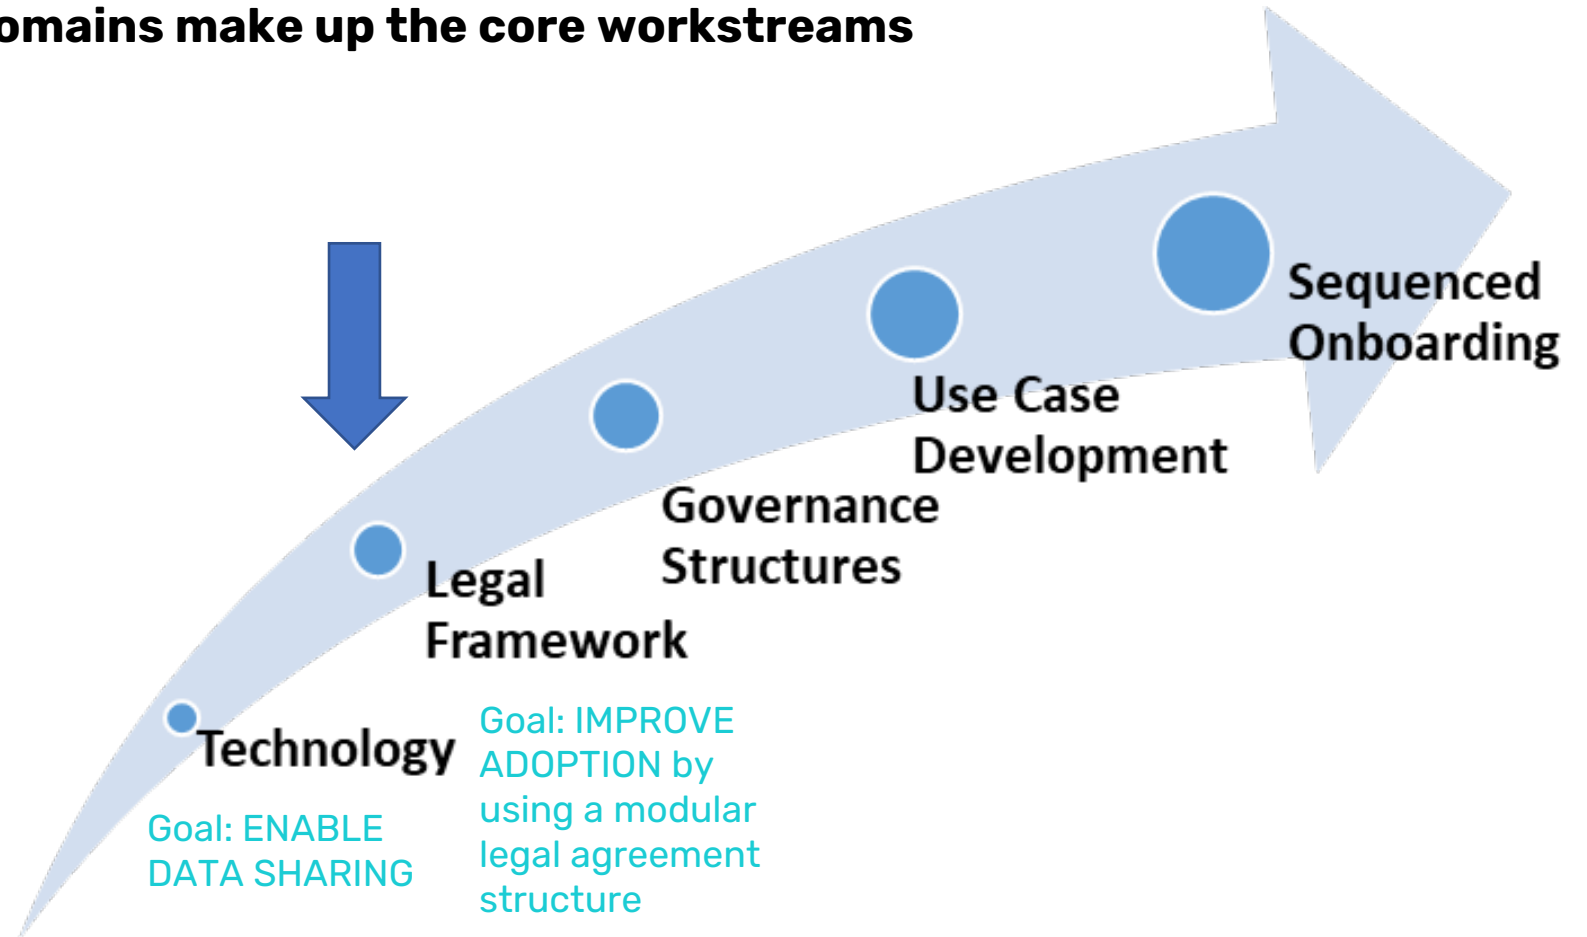 omains make up the core workstreams
Sequenced
Onboarding
Use Case
Development
Governance
Structures
Legal
Framework
Technology
Goal: ENABLE
DATA SHARING
Goal: IMPROVE
ADOPTION by
using a modular
legal agreement
structure